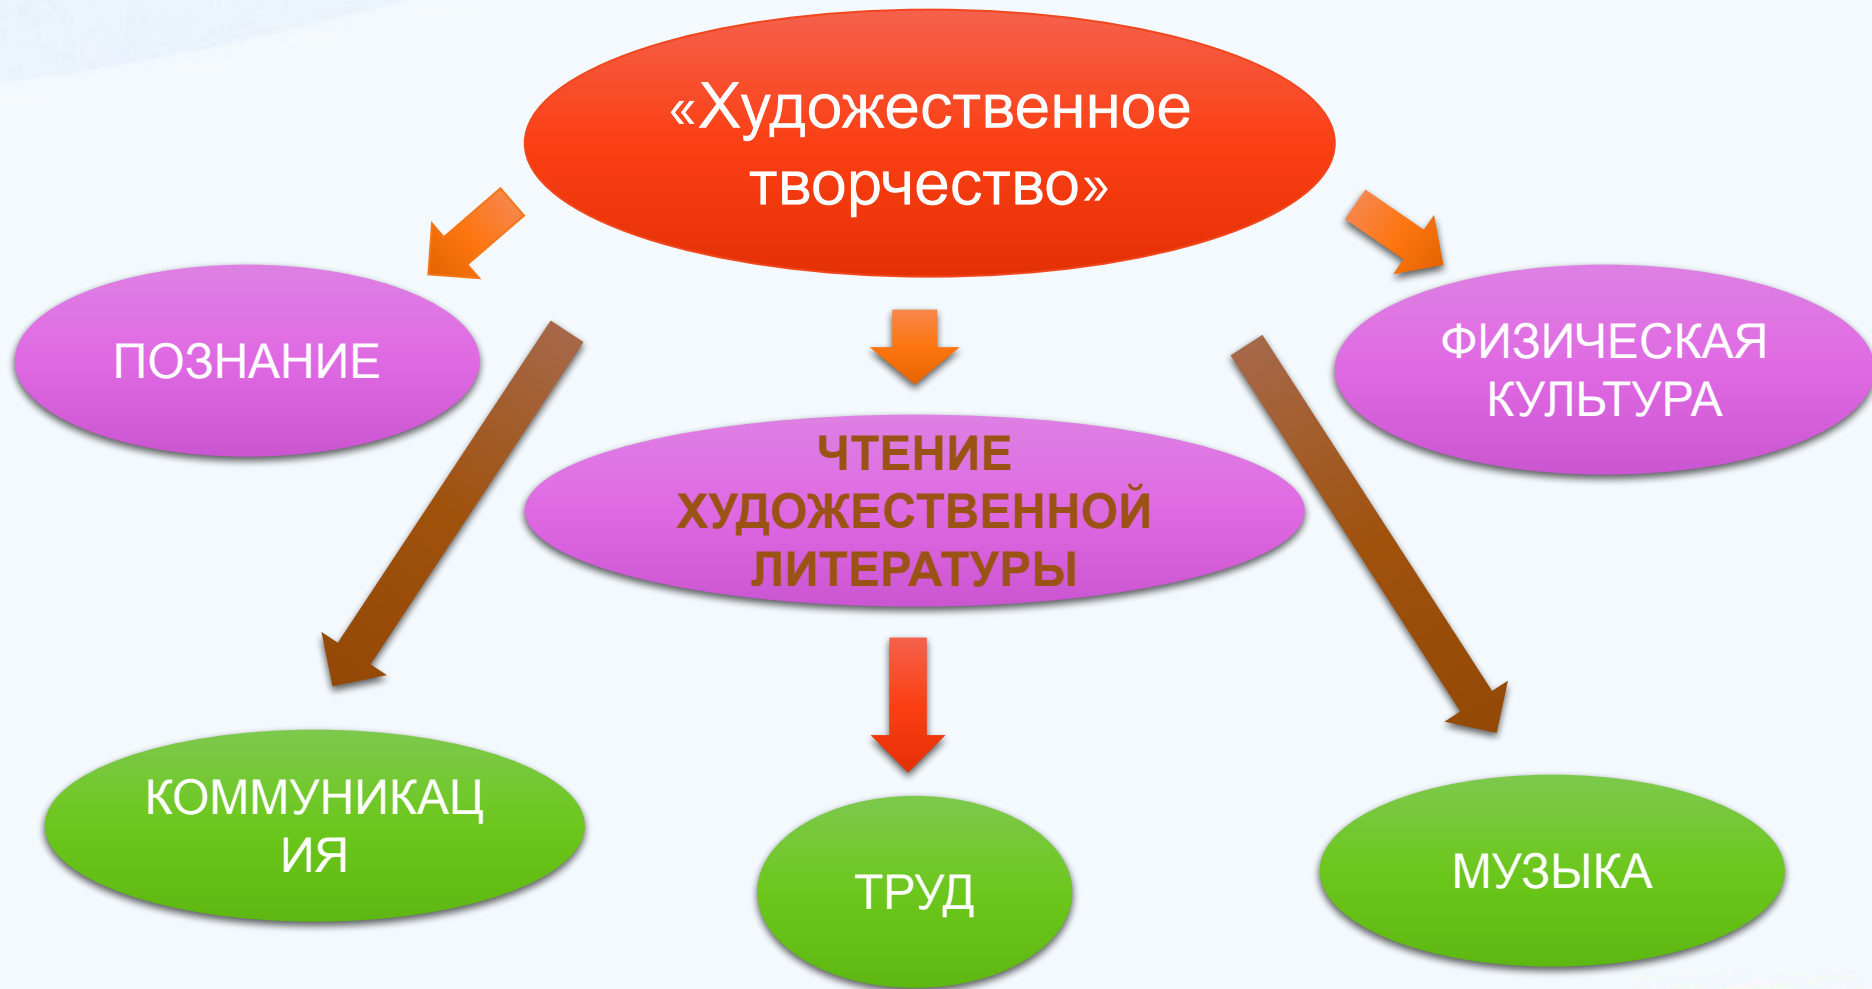 «Художественное
творчество»
ПОЗНАНИЕ
ФИЗИЧЕСКАЯ
КУЛЬТУРА
ЧТЕНИЕ
ХУДОЖЕСТВЕННОЙ
ЛИТЕРАТУРЫ
КОММУНИКАЦ
ИЯ
ТРУД
МУЗЫКА